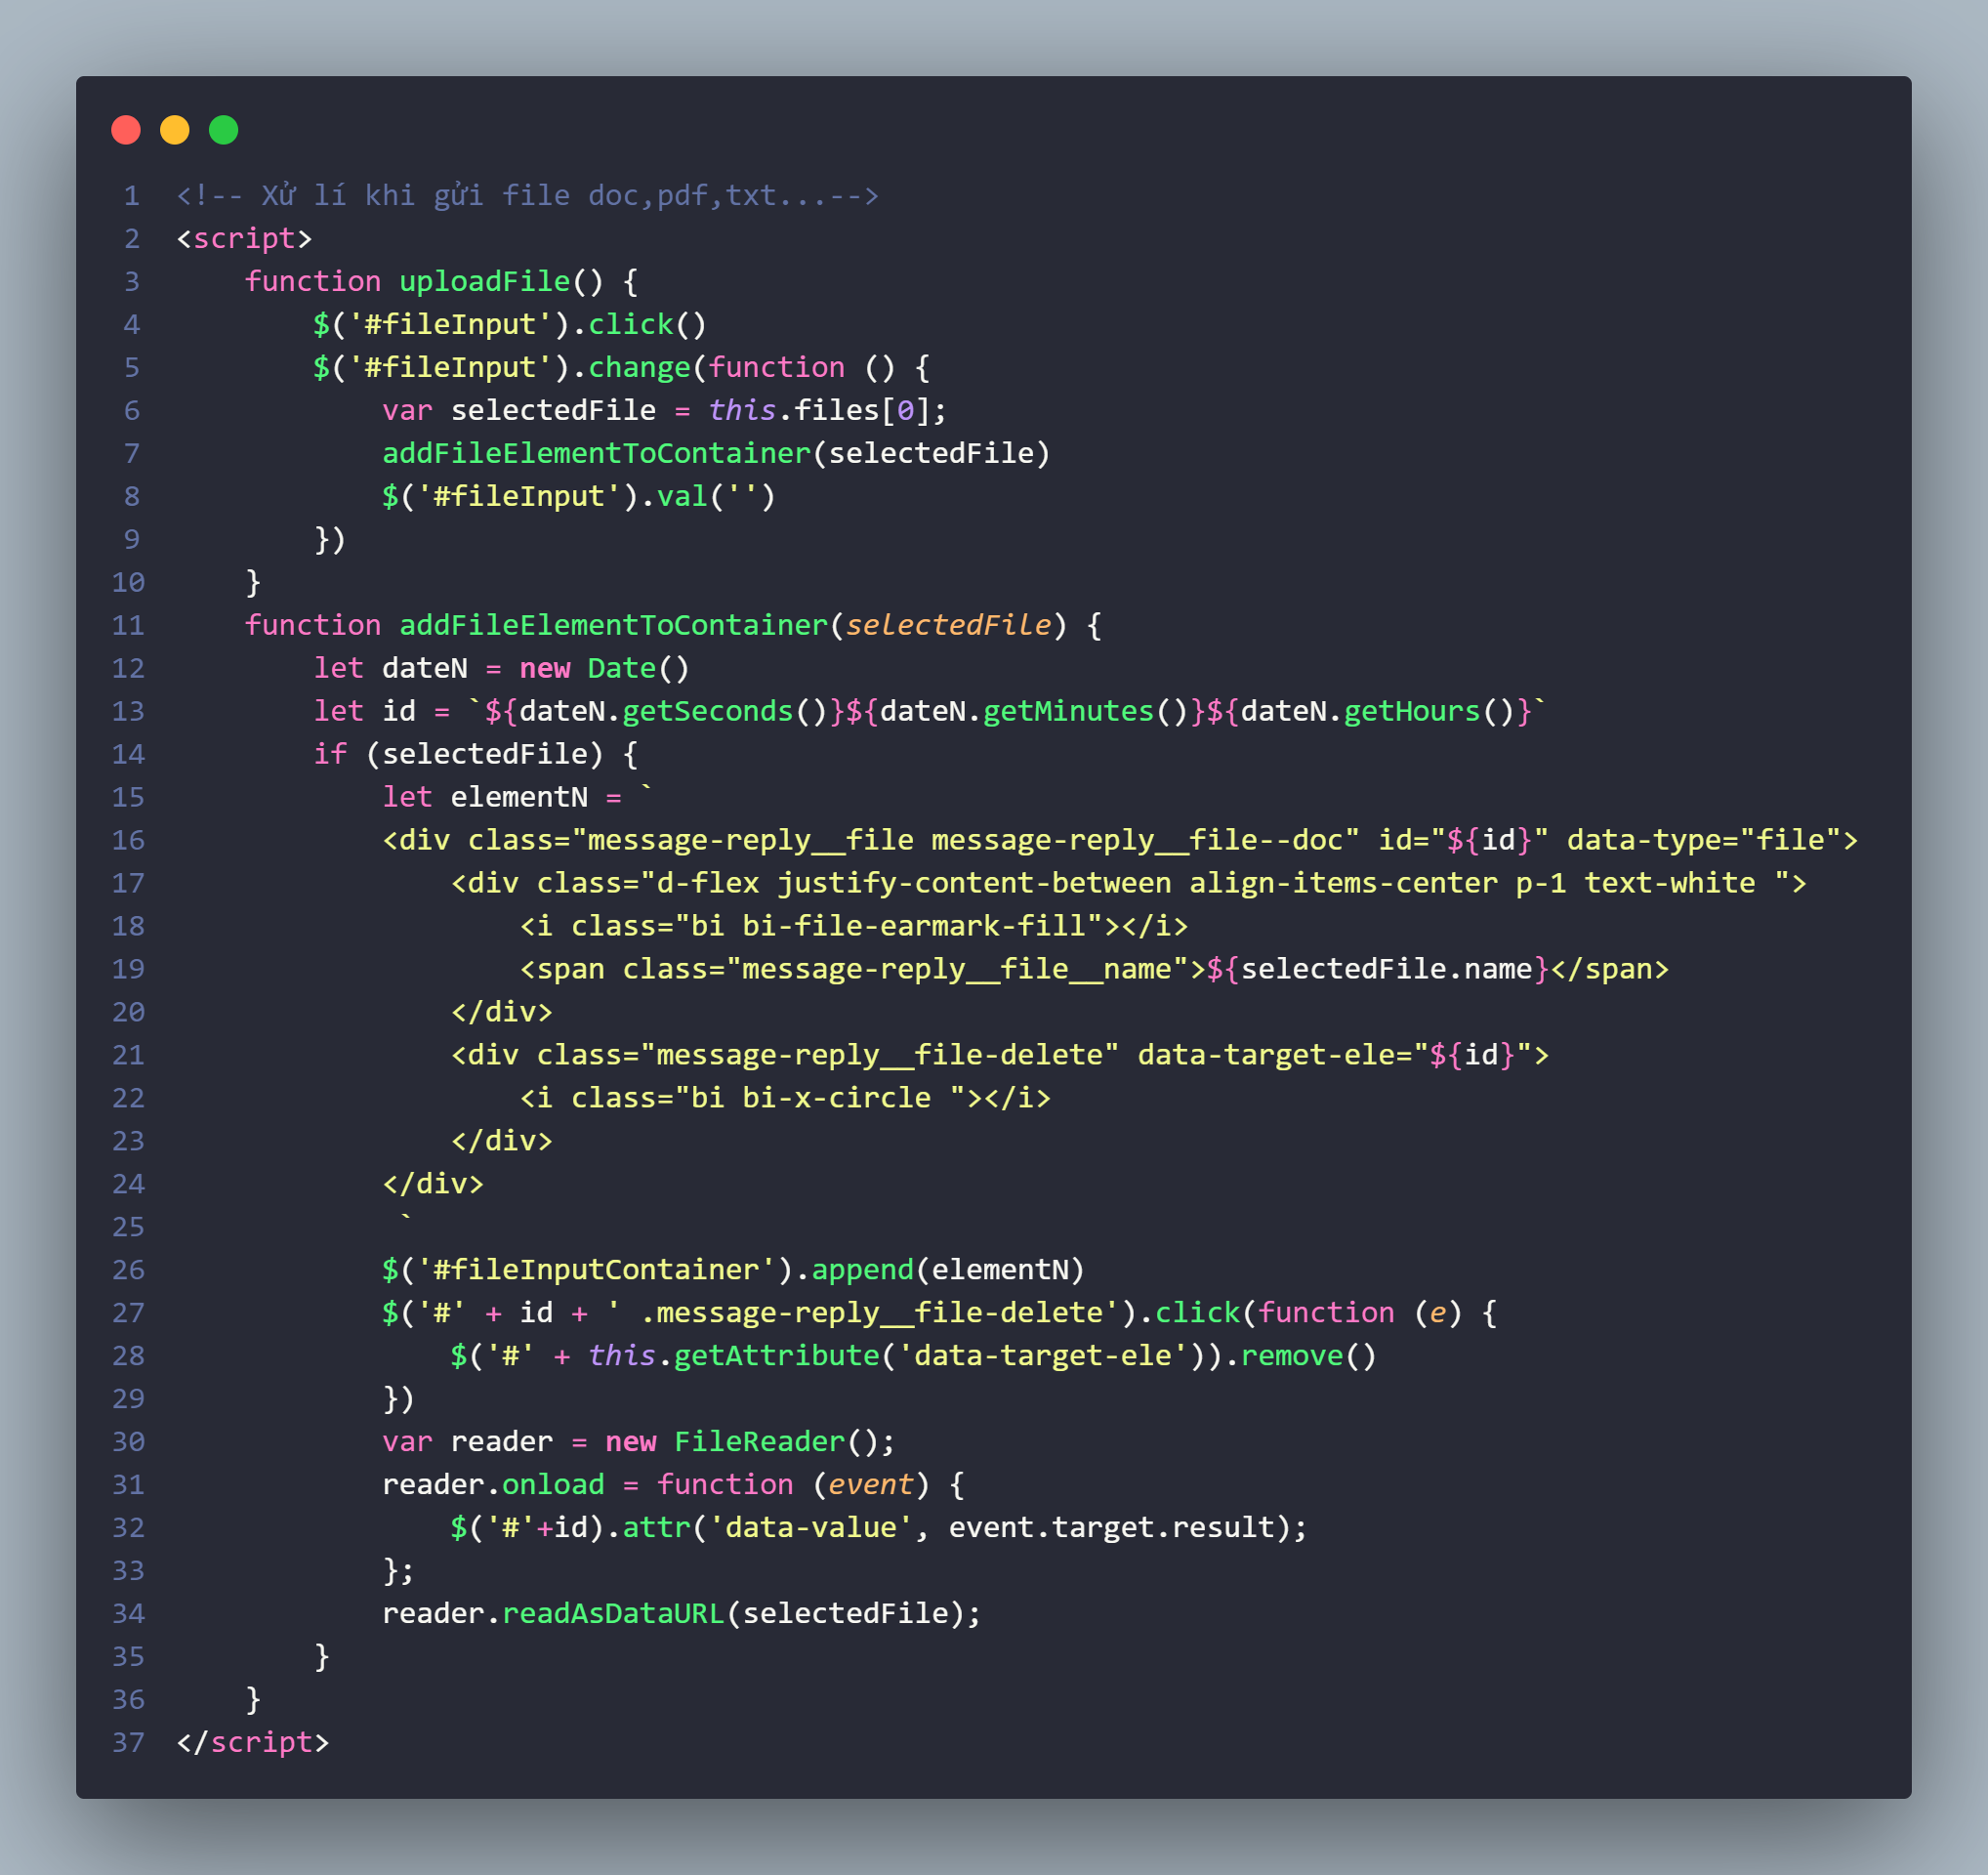 1 <!-- Xử lí khi gửi file doc,pdf,txt...-->
2 <script>
3     function uploadFile() {
4         $('#fileInput').click()
5         $('#fileInput').change(function () {
6             var selectedFile = this.files[0];
7             addFileElementToContainer(selectedFile)
8             $('#fileInput').val('')
9         })
10     }
11     function addFileElementToContainer(selectedFile) {
12         let dateN = new Date()
13         let id = `${dateN.getSeconds()}${dateN.getMinutes()}${dateN.getHours()}`
14         if (selectedFile) {
15             let elementN = `
16             <div class="message-reply__file message-reply__file--doc" id="${id}" data-type="file">
17                 <div class="d-flex justify-content-between align-items-center p-1 text-white ">
18                     <i class="bi bi-file-earmark-fill"></i>
19                     <span class="message-reply__file__name">${selectedFile.name}</span>
20                 </div>
21                 <div class="message-reply__file-delete" data-target-ele="${id}">
22                     <i class="bi bi-x-circle "></i>
23                 </div>
24             </div>
25              `
26             $('#fileInputContainer').append(elementN)
27             $('#' + id + ' .message-reply__file-delete').click(function (e) {
28                 $('#' + this.getAttribute('data-target-ele')).remove()
29             })
30             var reader = new FileReader();
31             reader.onload = function (event) {
32                 $('#'+id).attr('data-value', event.target.result);
33             };
34             reader.readAsDataURL(selectedFile);
35         }
36     }
37 </script>